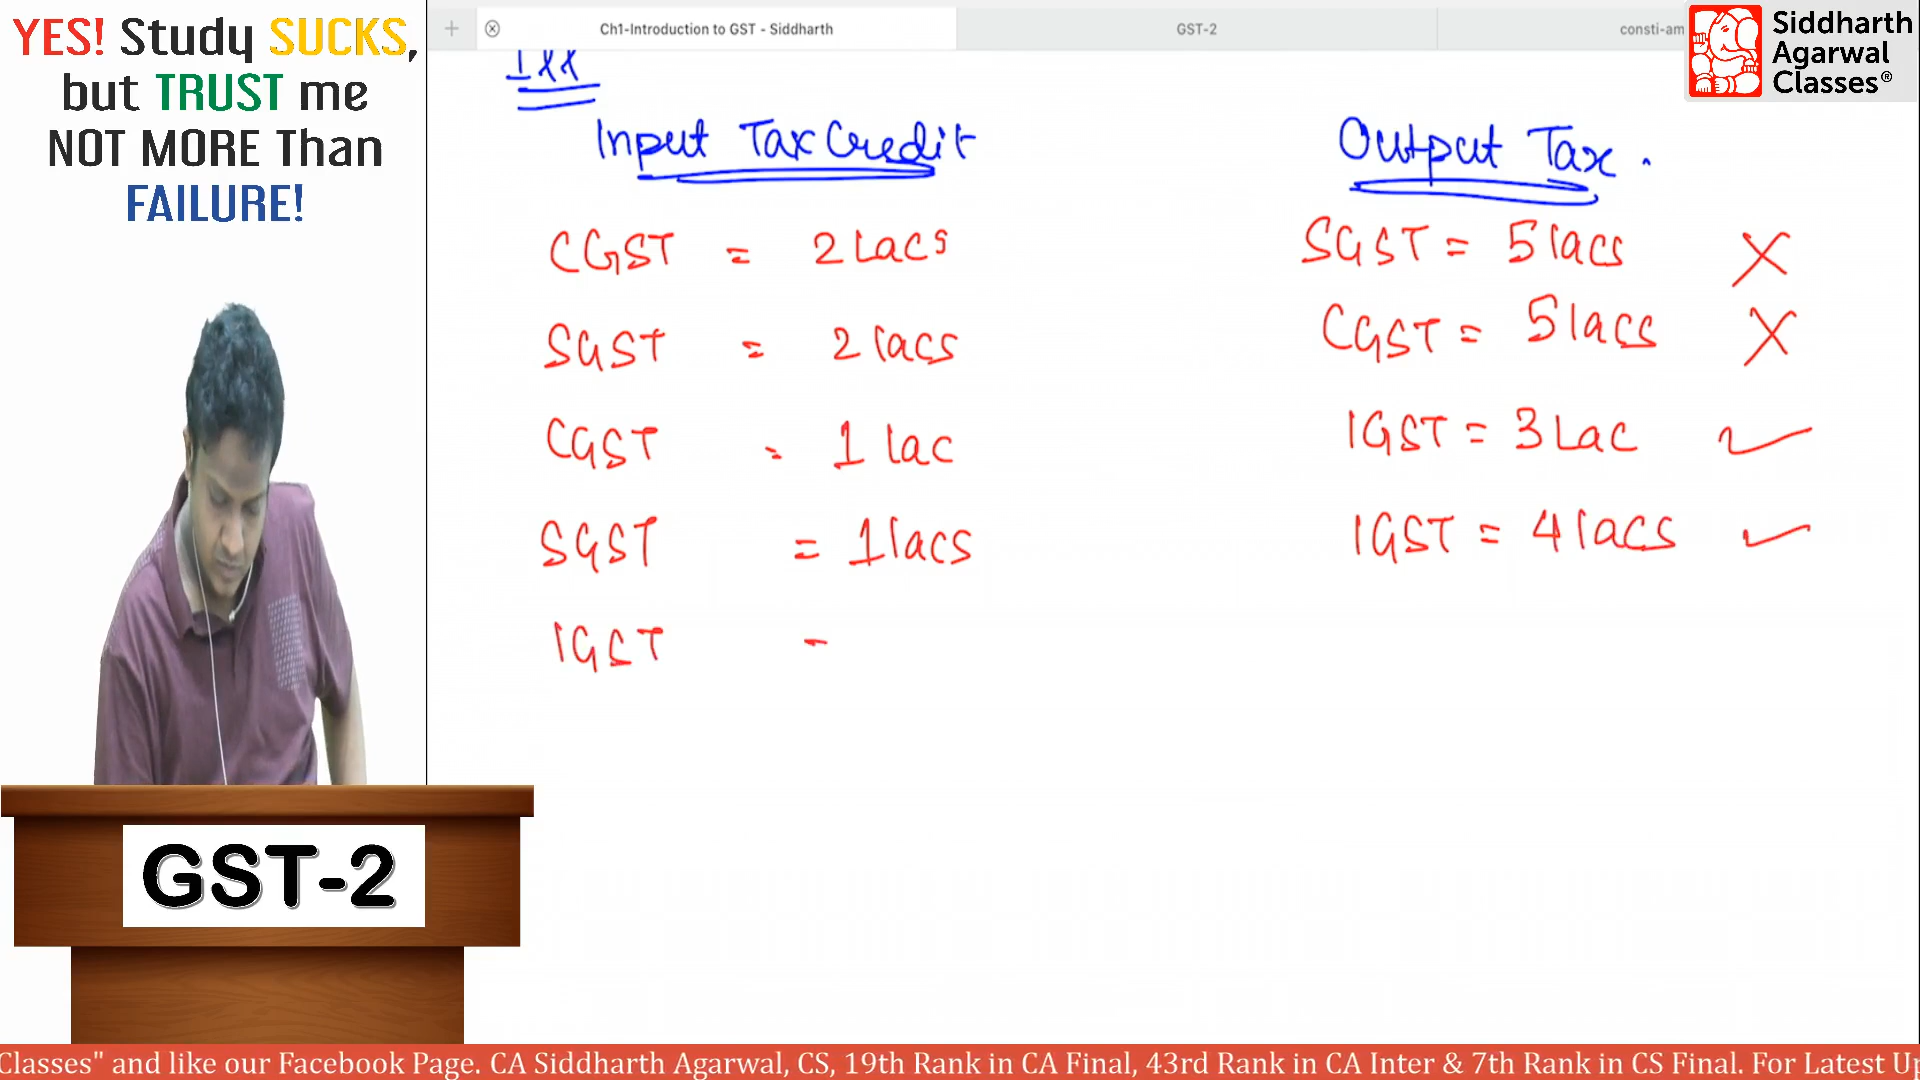 YES! Study SUCKS,
but TRUST me
NOT MORE Than
FAILURE!
Ch1-Introduction to GST - Siddharth
GST-2
consti-am
Siddharth
Agarwal
Classes®
Input Tax Credit
Output Tax.
CGST = 2 Lacs
SGST = 5 lacs X
SGST = 2 lacs
CGST = 5 lacs X
CGST = 1 lac
IGST = 3 Lac ✓
SGST = 1 lacs
IGST = 4 lacs ✓
IGST -
GST-2
Classes" and like our Facebook Page. CA Siddharth Agarwal, CS, 19th Rank in CA Final, 43rd Rank in CA Inter & 7th Rank in CS Final. For Latest Up